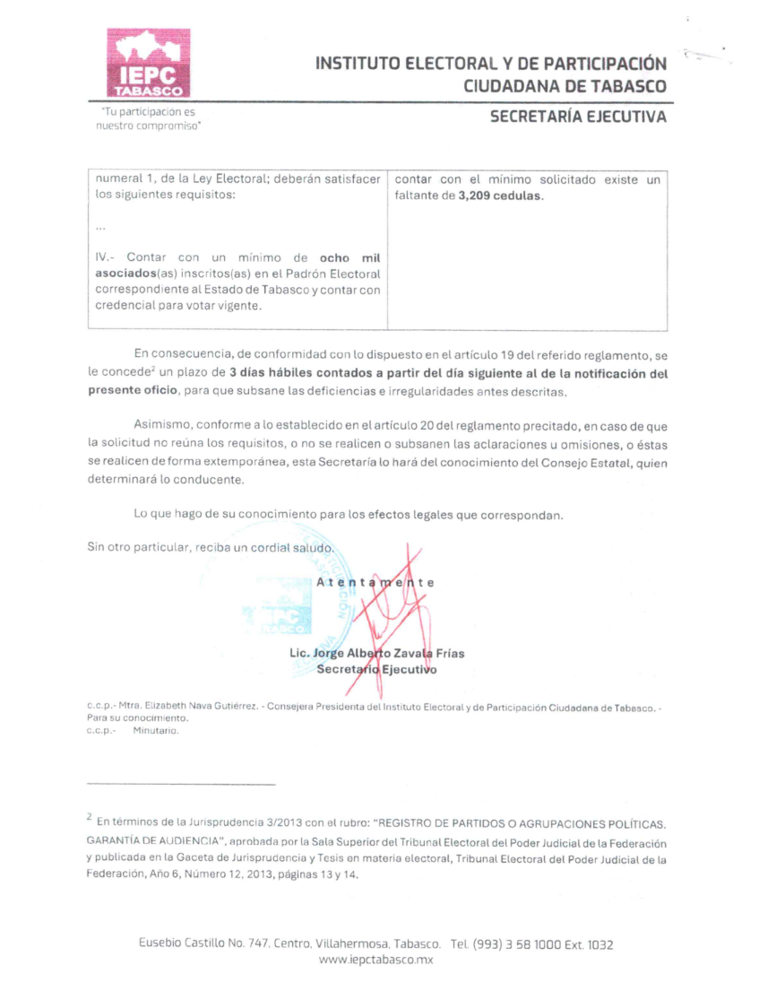 IEPC
TABASCO
"Tu participación es
nuestro compromiso"
INSTITUTO ELECTORAL Y DE PARTICIPACIÓN
CIUDADANA DE TABASCO
SECRETARÍA EJECUTIVA
numeral 1, de la Ley Electoral; deberán satisfacer
los siguientes requisitos:
...
IV.- Contar con un mínimo de ocho mil
asociados(as) inscritos(as) en el Padrón Electoral
correspondiente al Estado de Tabasco y contar con
credencial para votar vigente.
contar con el mínimo solicitado existe un
faltante de 3,209 cedulas.
En consecuencia, de conformidad con lo dispuesto en el artículo 19 del referido reglamento, se
le concede² un plazo de 3 días hábiles contados a partir del día siguiente al de la notificación del
presente oficio, para que subsane las deficiencias e irregularidades antes descritas.
Asimismo, conforme a lo establecido en el artículo 20 del reglamento precitado, en caso de que
la solicitud no reúna los requisitos, o no se realicen o subsanen las aclaraciones u omisiones, o éstas
se realicen de forma extemporánea, esta Secretaría lo hará del conocimiento del Consejo Estatal, quien
determinará lo conducente.
Lo que hago de su conocimiento para los efectos legales que correspondan.
Sin otro particular, reciba un cordial saludo.
A t e n t a m e n t e
Lic. Jorge Alberto Zavala Frías
Secretario Ejecutivo
c.c.p.- Mtra. Elizabeth Nava Gutiérrez. - Consejera Presidenta del Instituto Electoral y de Participación Ciudadana de Tabasco. -
Para su conocimiento.
c.c.p.- Minutario.
² En términos de la Jurisprudencia 3/2013 con el rubro: "REGISTRO DE PARTIDOS O AGRUPACIONES POLÍTICAS.
GARANTÍA DE AUDIENCIA", aprobada por la Sala Superior del Tribunal Electoral del Poder Judicial de la Federación
y publicada en la Gaceta de Jurisprudencia y Tesis en materia electoral, Tribunal Electoral del Poder Judicial de la
Federación, Año 6, Número 12, 2013, páginas 13 y 14.
Eusebio Castillo No. 747, Centro, Villahermosa, Tabasco. Tel. (993) 3 58 1000 Ext. 1032
www.iepctabasco.mx